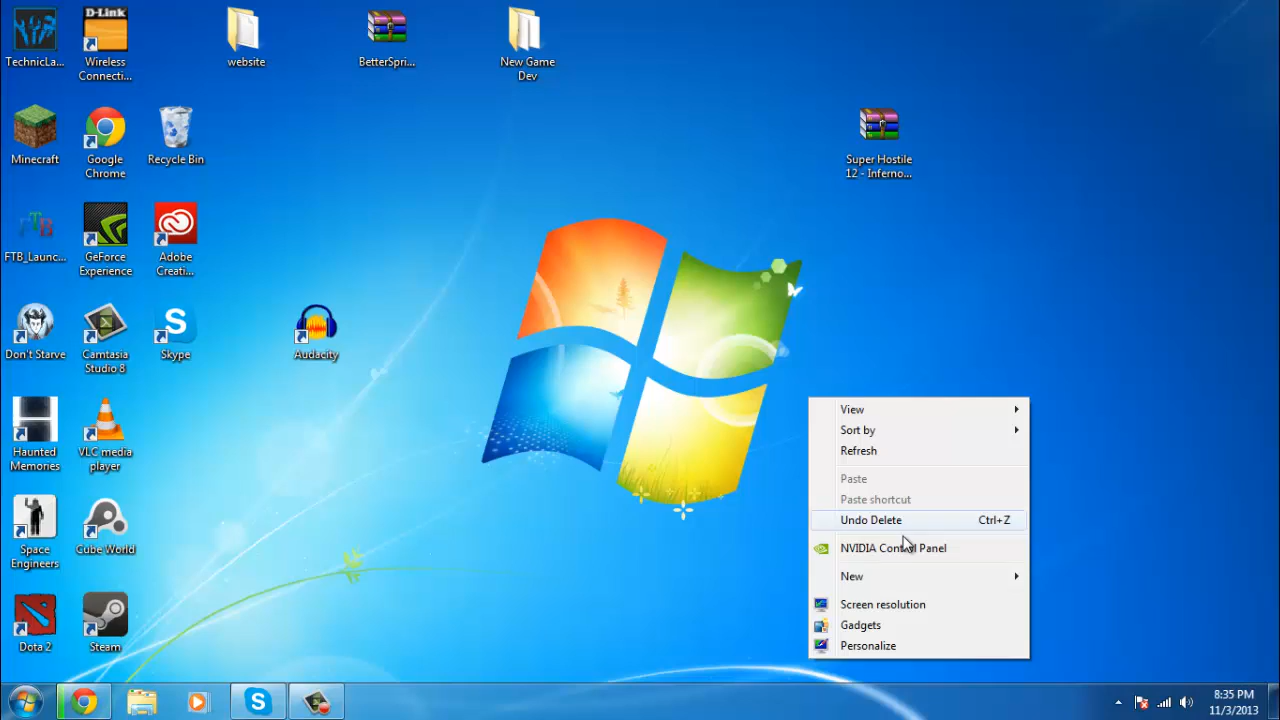 D-Link
TechnicLa...
Wireless
Connecti...
website
BetterSpri...
New Game
Dev
Minecraft
Google
Chrome
Recycle Bin
Super Hostile
12 - Inferno...
FTB
FTB_Launc...
GeForce
Experience
Adobe
Creati...
Don't Starve
Camtasia
Studio 8
Skype
Audacity
Haunted
Memories
VLC media
player
Space
Engineers
Cube World
Dota 2
Steam
View
Sort by
Refresh
Paste
Paste shortcut
Undo Delete Ctrl+Z
NVIDIA Control Panel
New
Screen resolution
Gadgets
Personalize
8:35 PM
11/3/2013